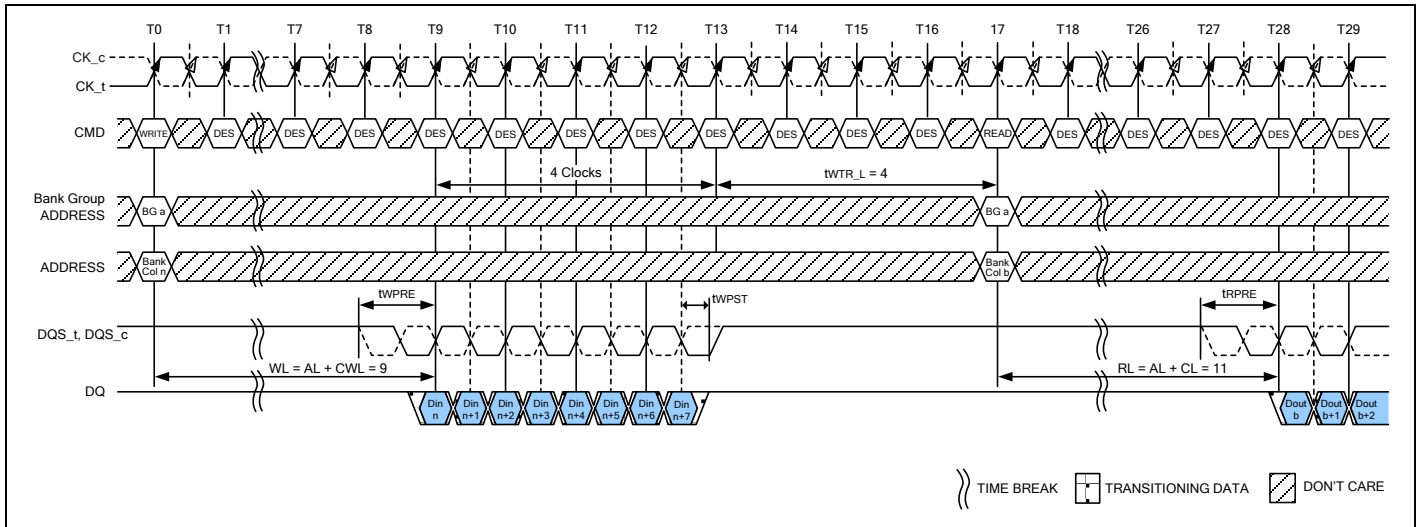 T0 T1 T7 T8 T9 T10 T11 T12 T13 T14 T15 T16 T7 T18 T26 T27 T28 T29
CK_c
CK_t
CMD WRITE DES DES DES DES DES DES DES DES DES DES DES READ DES DES DES DES DES
4 Clocks tWTR_L = 4
Bank Group
ADDRESS BG a BG a
ADDRESS Bank Col n Bank Col b
tWPRE tWPST tRPRE
DQS_t, DQS_c
WL = AL + CWL = 9 RL = AL + CL = 11
DQ Din n Din n+1 Din n+2 Din n+3 Din n+4 Din n+5 Din n+6 Din n+7 Dout b Dout b+1 Dout b+2
TIME BREAK TRANSITIONING DATA DON'T CARE